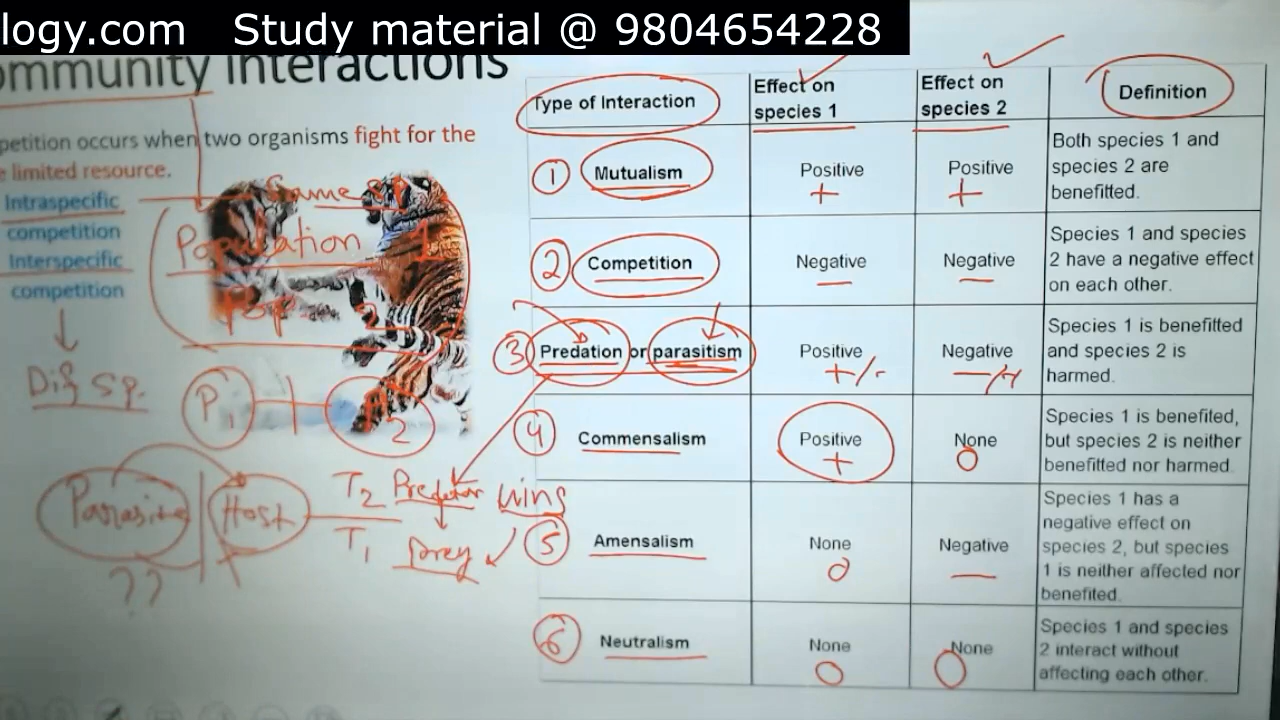 logy.com Study material @ 9804654228
ommunity Interactions
petition occurs when two organisms fight for the
e limited resource.
Intraspecific
competition
Interspecific
competition
Same sp.
Population 1
Pop. 2
Dif sp.
P1 + P2
Parasite
Host
+
??
T2 Predator wins
T1 Prey
Type of Interaction
Effect on
species 1
Effect on
species 2
Definition
1 Mutualism
Positive
+
Positive
+
Both species 1 and
species 2 are
benefitted.
2 Competition
Negative
—
Negative
—
Species 1 and species
2 have a negative effect
on each other.
3 Predation or parasitism
Positive
+/-
Negative
—/+
Species 1 is benefitted
and species 2 is
harmed.
4 Commensalism
Positive
+
None
0
Species 1 is benefited,
but species 2 is neither
benefitted nor harmed.
5 Amensalism
None
0
Negative
—
Species 1 has a
negative effect on
species 2, but species
1 is neither affected nor
benefited.
6 Neutralism
None
0
None
0
Species 1 and species
2 interact without
affecting each other.